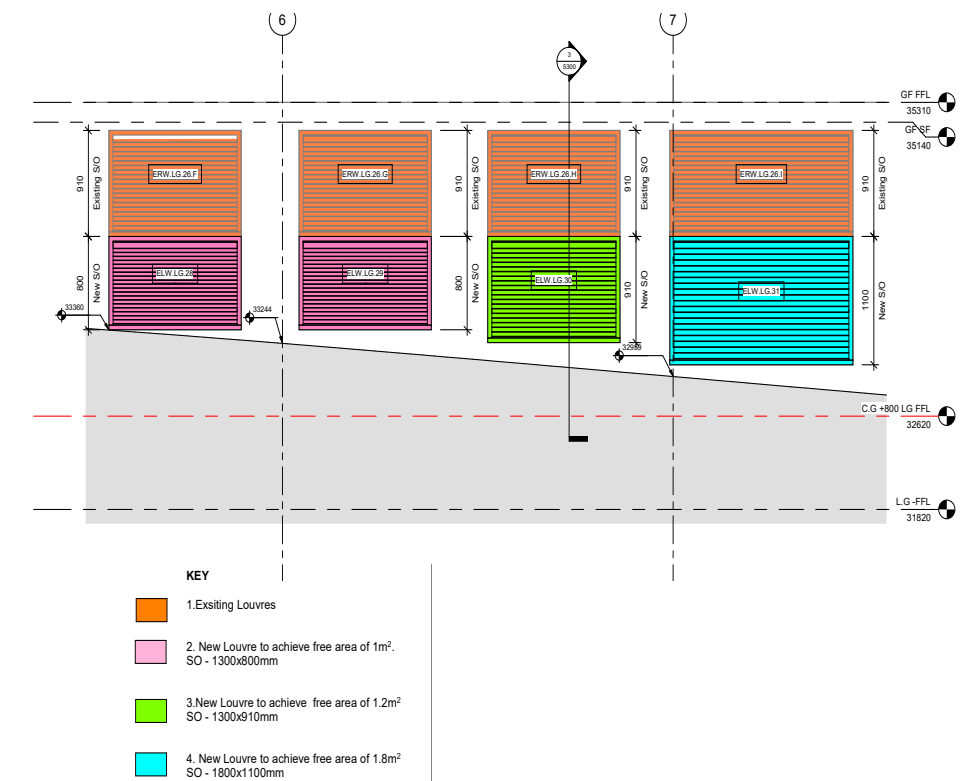 6
7
3
5300
GF FFL
35310
GF SF
35140
910
Existing S/O
ERW.LG.26.F
ERW.LG.26.G
910
Existing S/O
ERW.LG.26.H
910
Existing S/O
ERW.LG.26.I
910
Existing S/O
800
New S/O
ELW.LG.28
ELW.LG.29
800
New S/O
ELW.LG.30
910
New S/O
ELW.LG.31
1100
New S/O
33360
33244
C.G +800 LG FFL
32620
L.G -FFL
31820
KEY
1.Exsiting Louvres
2. New Louvre to achieve free area of 1m².
SO - 1300x800mm
3.New Louvre to achieve free area of 1.2m²
SO - 1300x910mm
4. New Louvre to achieve free area of 1.8m²
SO - 1800x1100mm